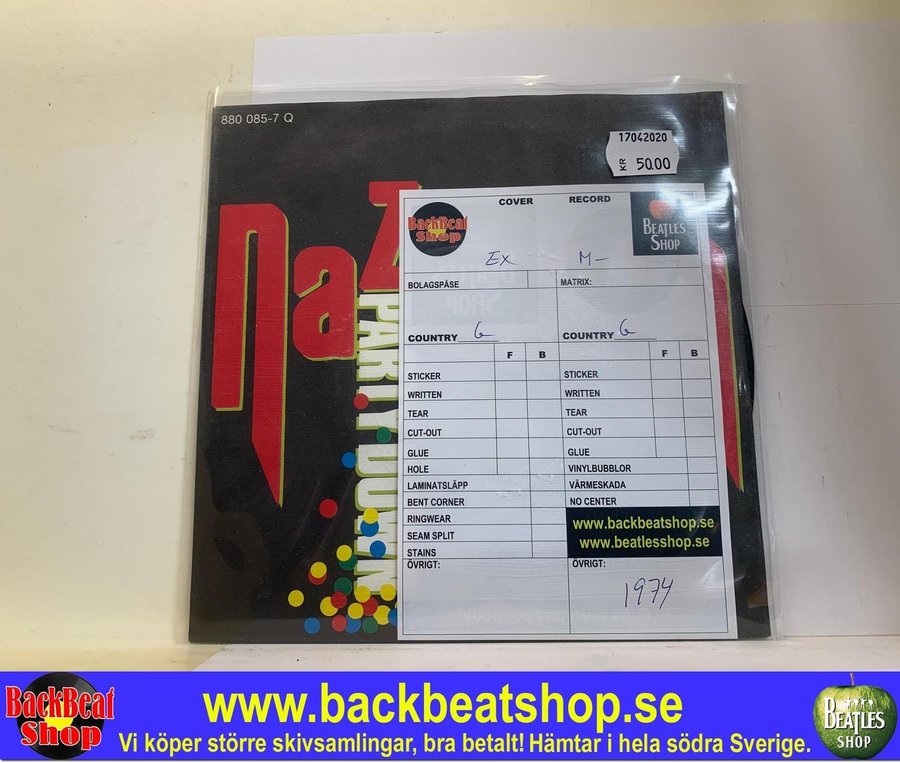 880 085-7 Q
17042020
KR 50.00
naZ
PARTY DOWN
COVER RECORD
BackBeat Shop
BEATLES SHOP
EX M-
BOLAGSPÅSE MATRIX:
COUNTRY G COUNTRY G
F B F B
STICKER STICKER
WRITTEN WRITTEN
TEAR TEAR
CUT-OUT CUT-OUT
GLUE GLUE
HOLE VINYLBUBBLOR
LAMINATSLÄPP VÄRMESKADA
BENT CORNER NO CENTER
RINGWEAR
SEAM SPLIT
STAINS
www.backbeatshop.se
www.beatlesshop.se
ÖVRIGT: ÖVRIGT:
1974
BackBeat Shop
www.backbeatshop.se
Vi köper större skivsamlingar, bra betalt! Hämtar i hela södra Sverige.
BEATLES SHOP